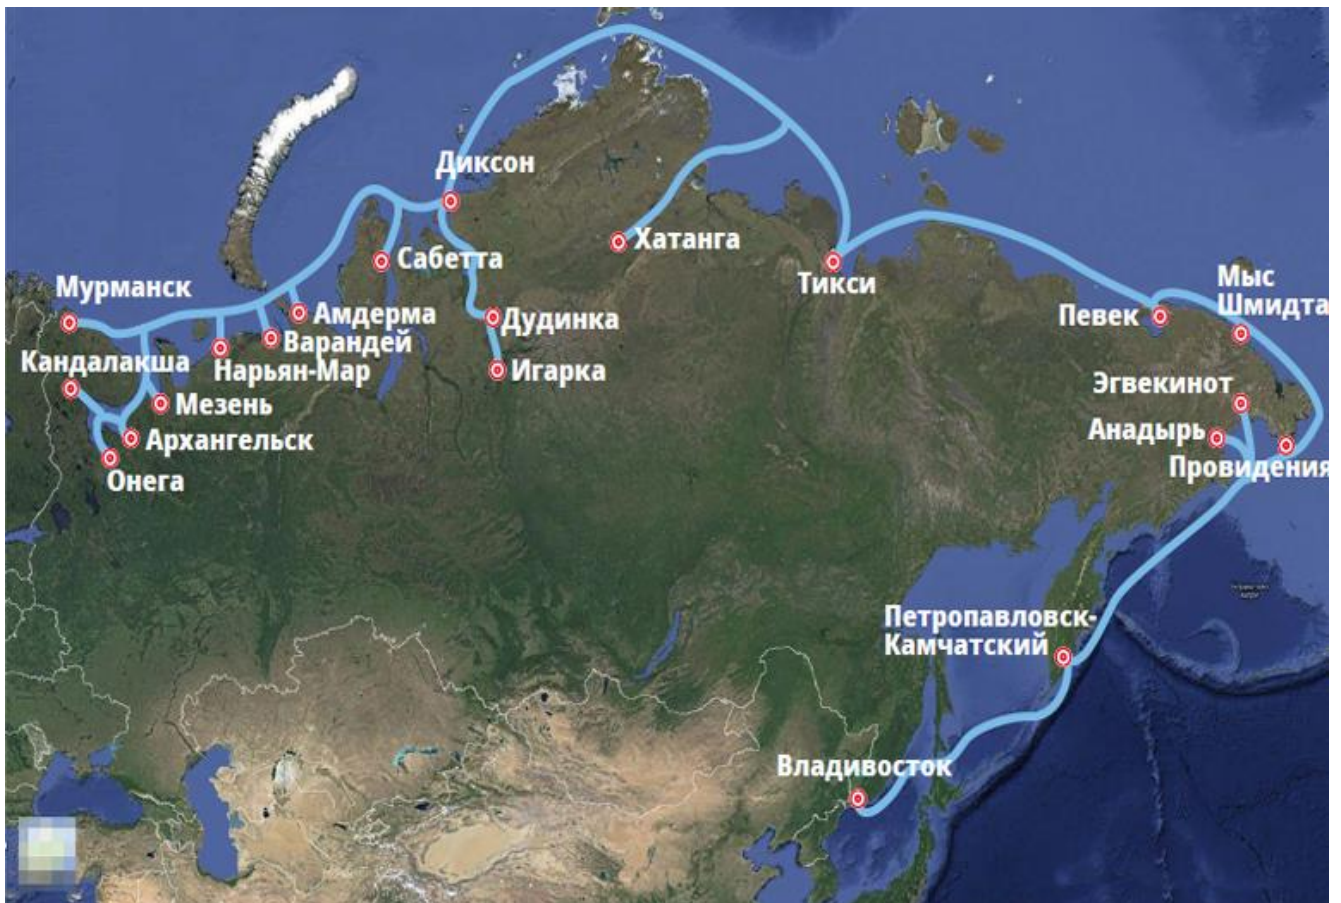 Диксон
Хатанга
Сабетта
Тикси
Мыс
Шмидта
Мурманск
Амдерма
Дудинка
Певек
Варандей
Кандалакша
Нарьян-Мар
Игарка
Эгвекинот
Мезень
Анадырь
Архангельск
Провидения
Онега
Петропавловск-
Камчатский
Владивосток